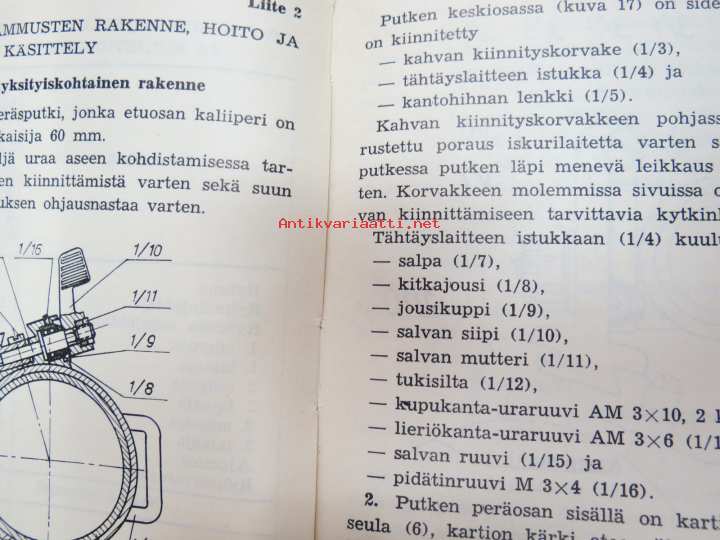 Liite 2
AMMUSTEN RAKENNE, HOITO JA
KÄSITTELY
yksityiskohtainen rakenne
eräsputki, jonka etuosan kaliiperi on
kaisija 60 mm.
ljä uraa aseen kohdistamisessa tar-
en kiinnittämistä varten sekä suun
uksen ohjausnastaa varten.
1/16
1/10
1/11
1/9
1/8
Putken keskiosassa (kuva 17) on side
on kiinnitetty
— kahvan kiinnityskorvake (1/3),
— tähtäyslaitteen istukka (1/4) ja
— kantohihnan lenkki (1/5).
Kahvan kiinnityskorvakkeen pohjass
rustettu poraus iskurilaitetta varten s
putkessa putken läpi menevä leikkaus
ten. Korvakkeen molemmissa sivuissa o
van kiinnittämiseen tarvittavia kytkinl
Tähtäyslaitteen istukkaan (1/4) kuulu
— salpa (1/7),
— kitkajousi (1/8),
— jousikuppi (1/9),
— salvan siipi (1/10),
— salvan mutteri (1/11),
— tukisilta (1/12),
— kupukanta-uraruuvi AM 3×10, 2 k
— lieriökanta-uraruuvi AM 3×6 (1/1
— salvan ruuvi (1/15) ja
— pidätinruuvi M 3×4 (1/16).
2. Putken peräosan sisällä on karti
seula (6), kartion kärki
Antikvariaatti.net